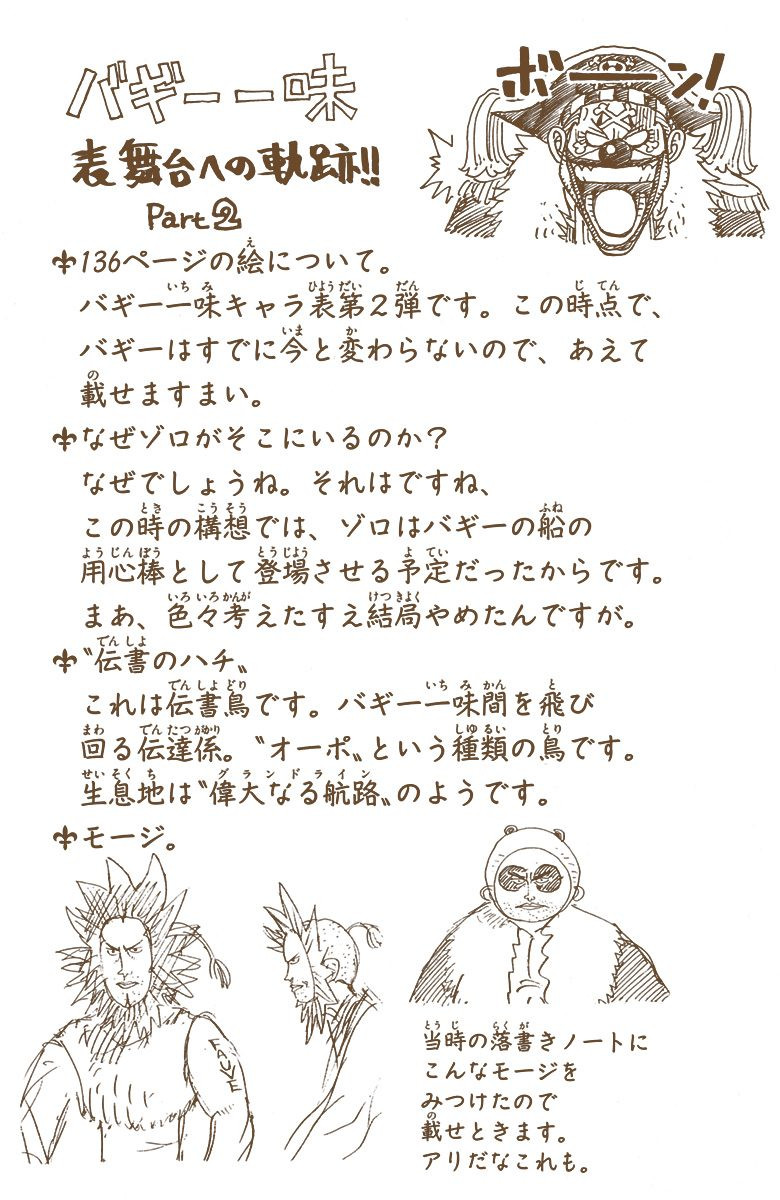 バギー一味
ボーン!
表舞台への軌跡!!
Part2
136ページの絵について。
バギー一味キャラ表第2弾です。この時点で、
バギーはすでに今と変わらないので、あえて
載せますまい。
なぜゾロがそこにいるのか?
なぜでしょうね。それはですね、
この時の構想では、ゾロはバギーの船の
用心棒として登場させる予定だったからです。
まあ、色々考えたすえ結局やめたんですが。
〝伝書のハチ〟
これは伝書鳥です。バギー一味間を飛び
回る伝達係。〝オーポ〟という種類の鳥です。
生息地は〝偉大なる航路〟のようです。
モージ。
FAUVE
当時の落書きノートに
こんなモージを
みつけたので
載せときます。
アリだなこれも。